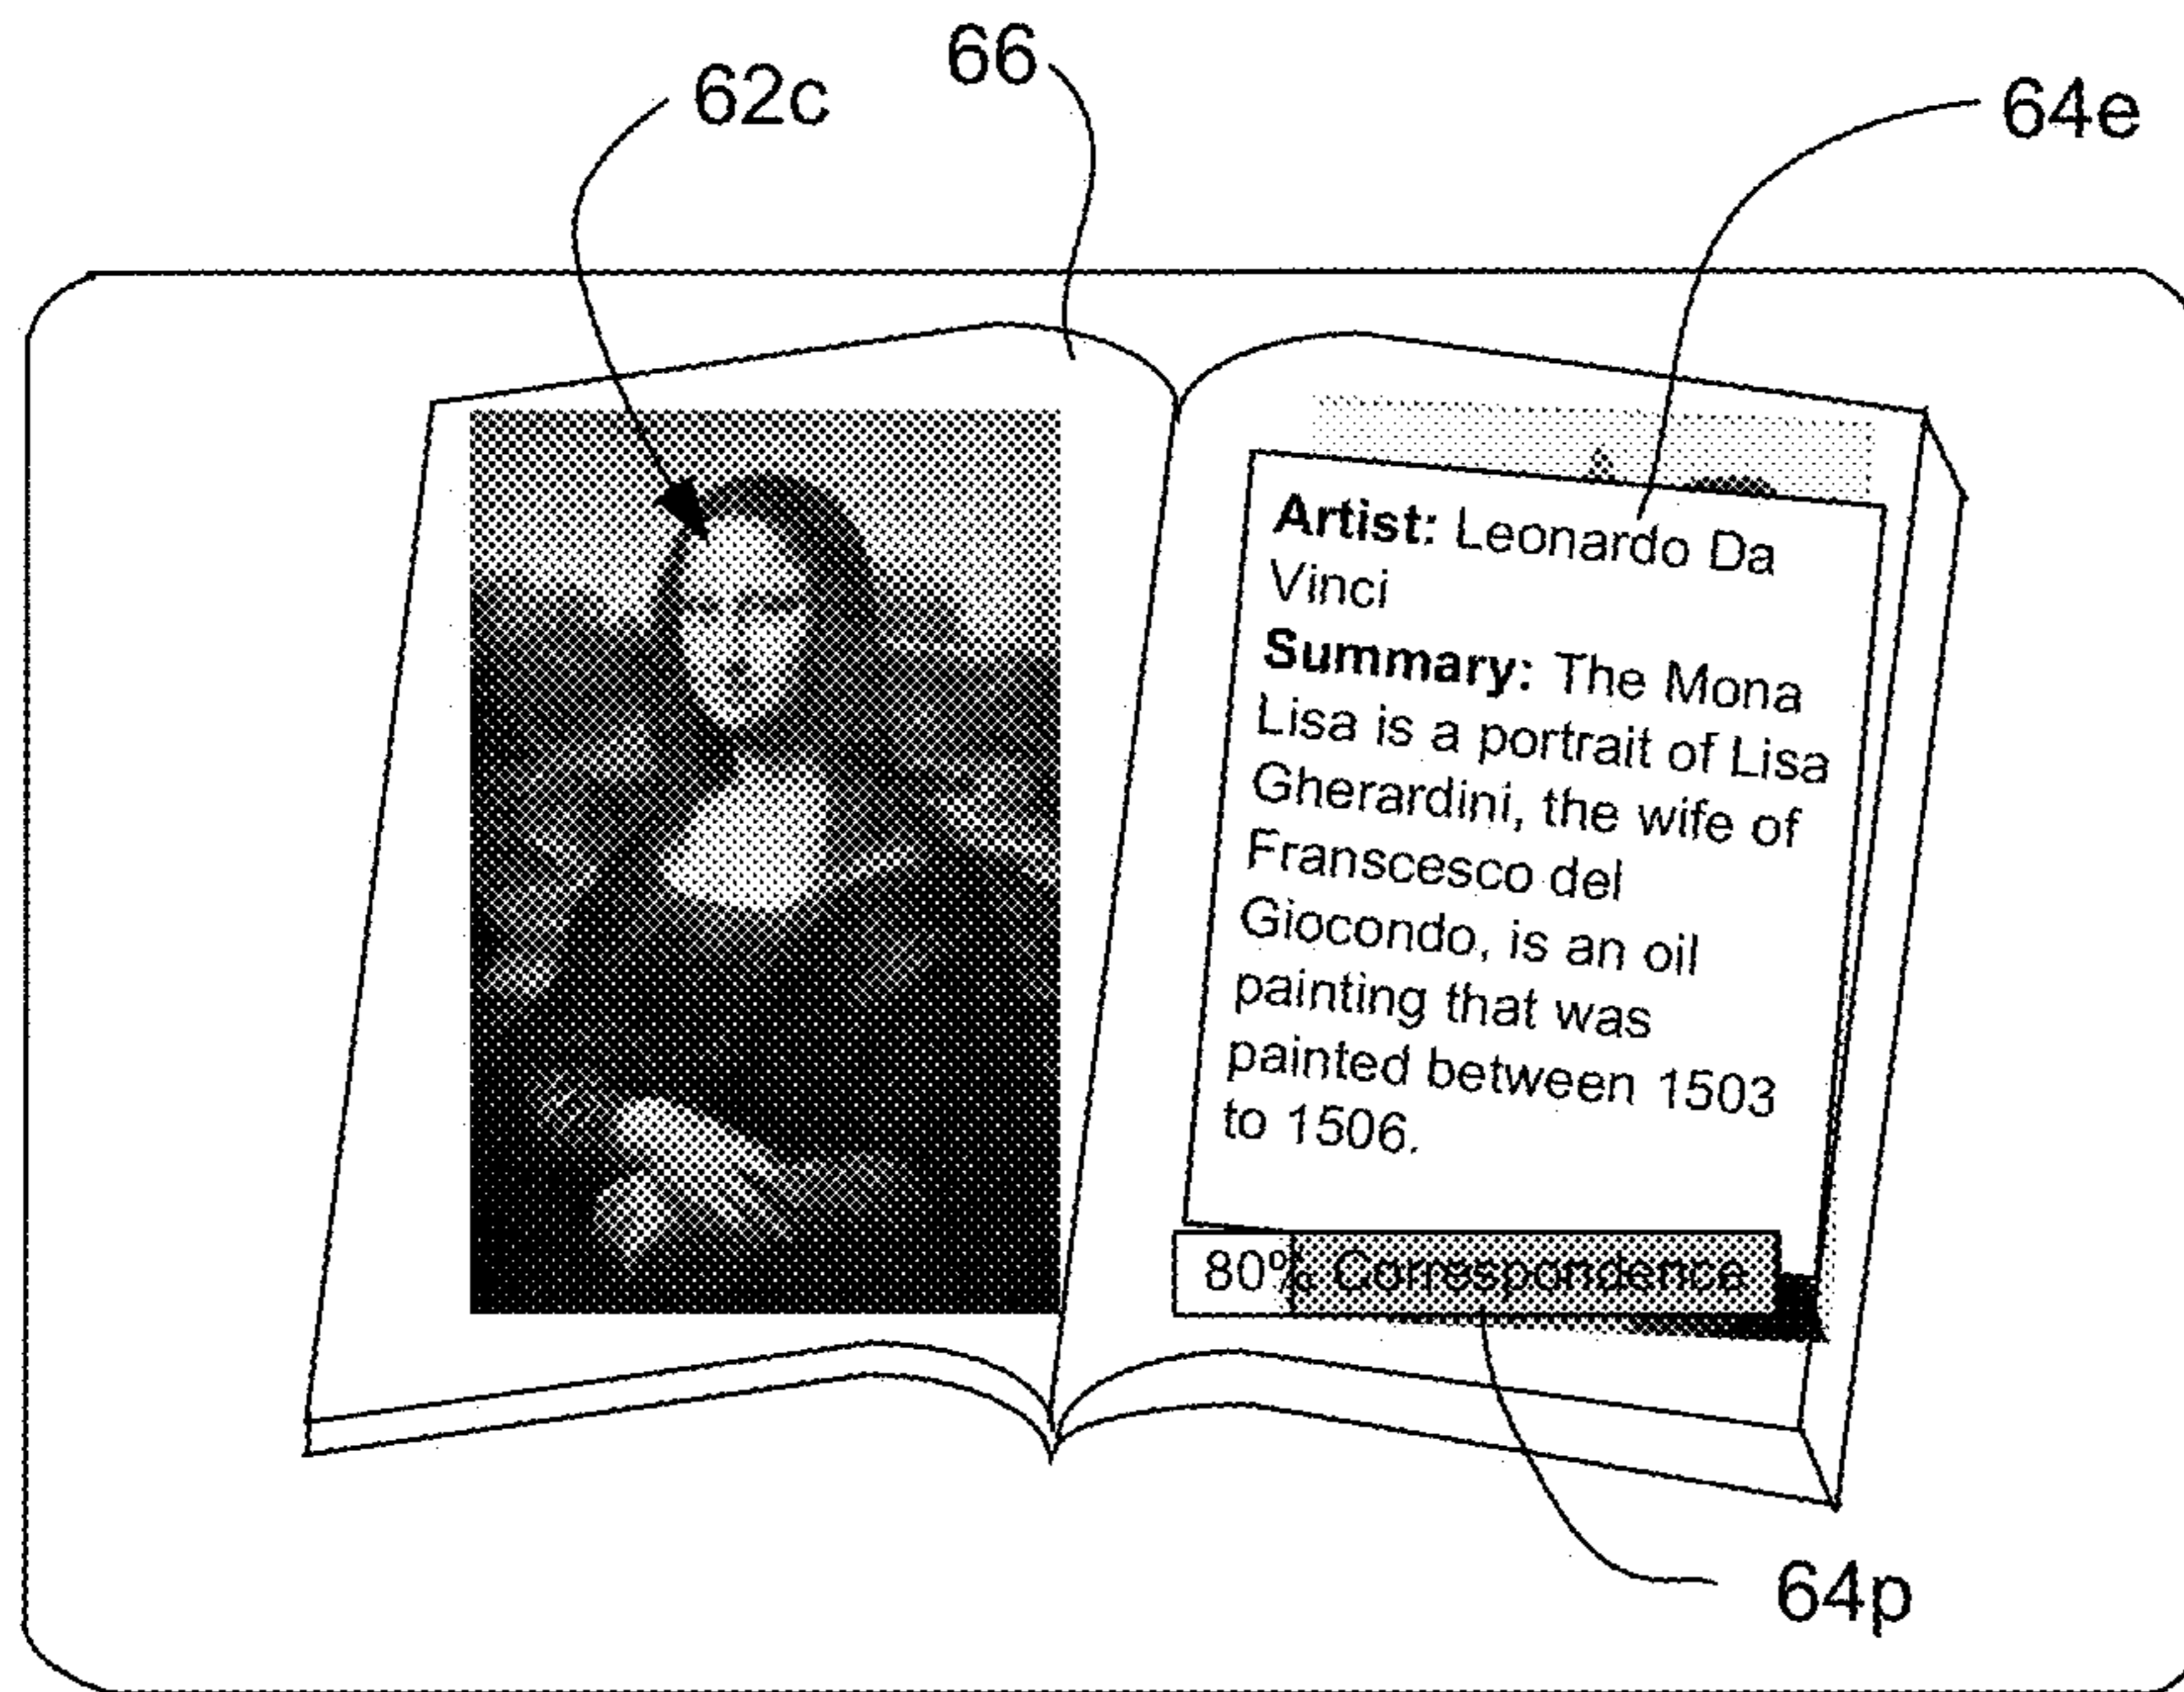 66
62c
64e
Artist: Leonardo Da
Vinci
Summary: The Mona
Lisa is a portrait of Lisa
Gherardini, the wife of
Franscesco del
Giocondo, is an oil
painting that was
painted between 1503
to 1506.
80% Correspondence
64p